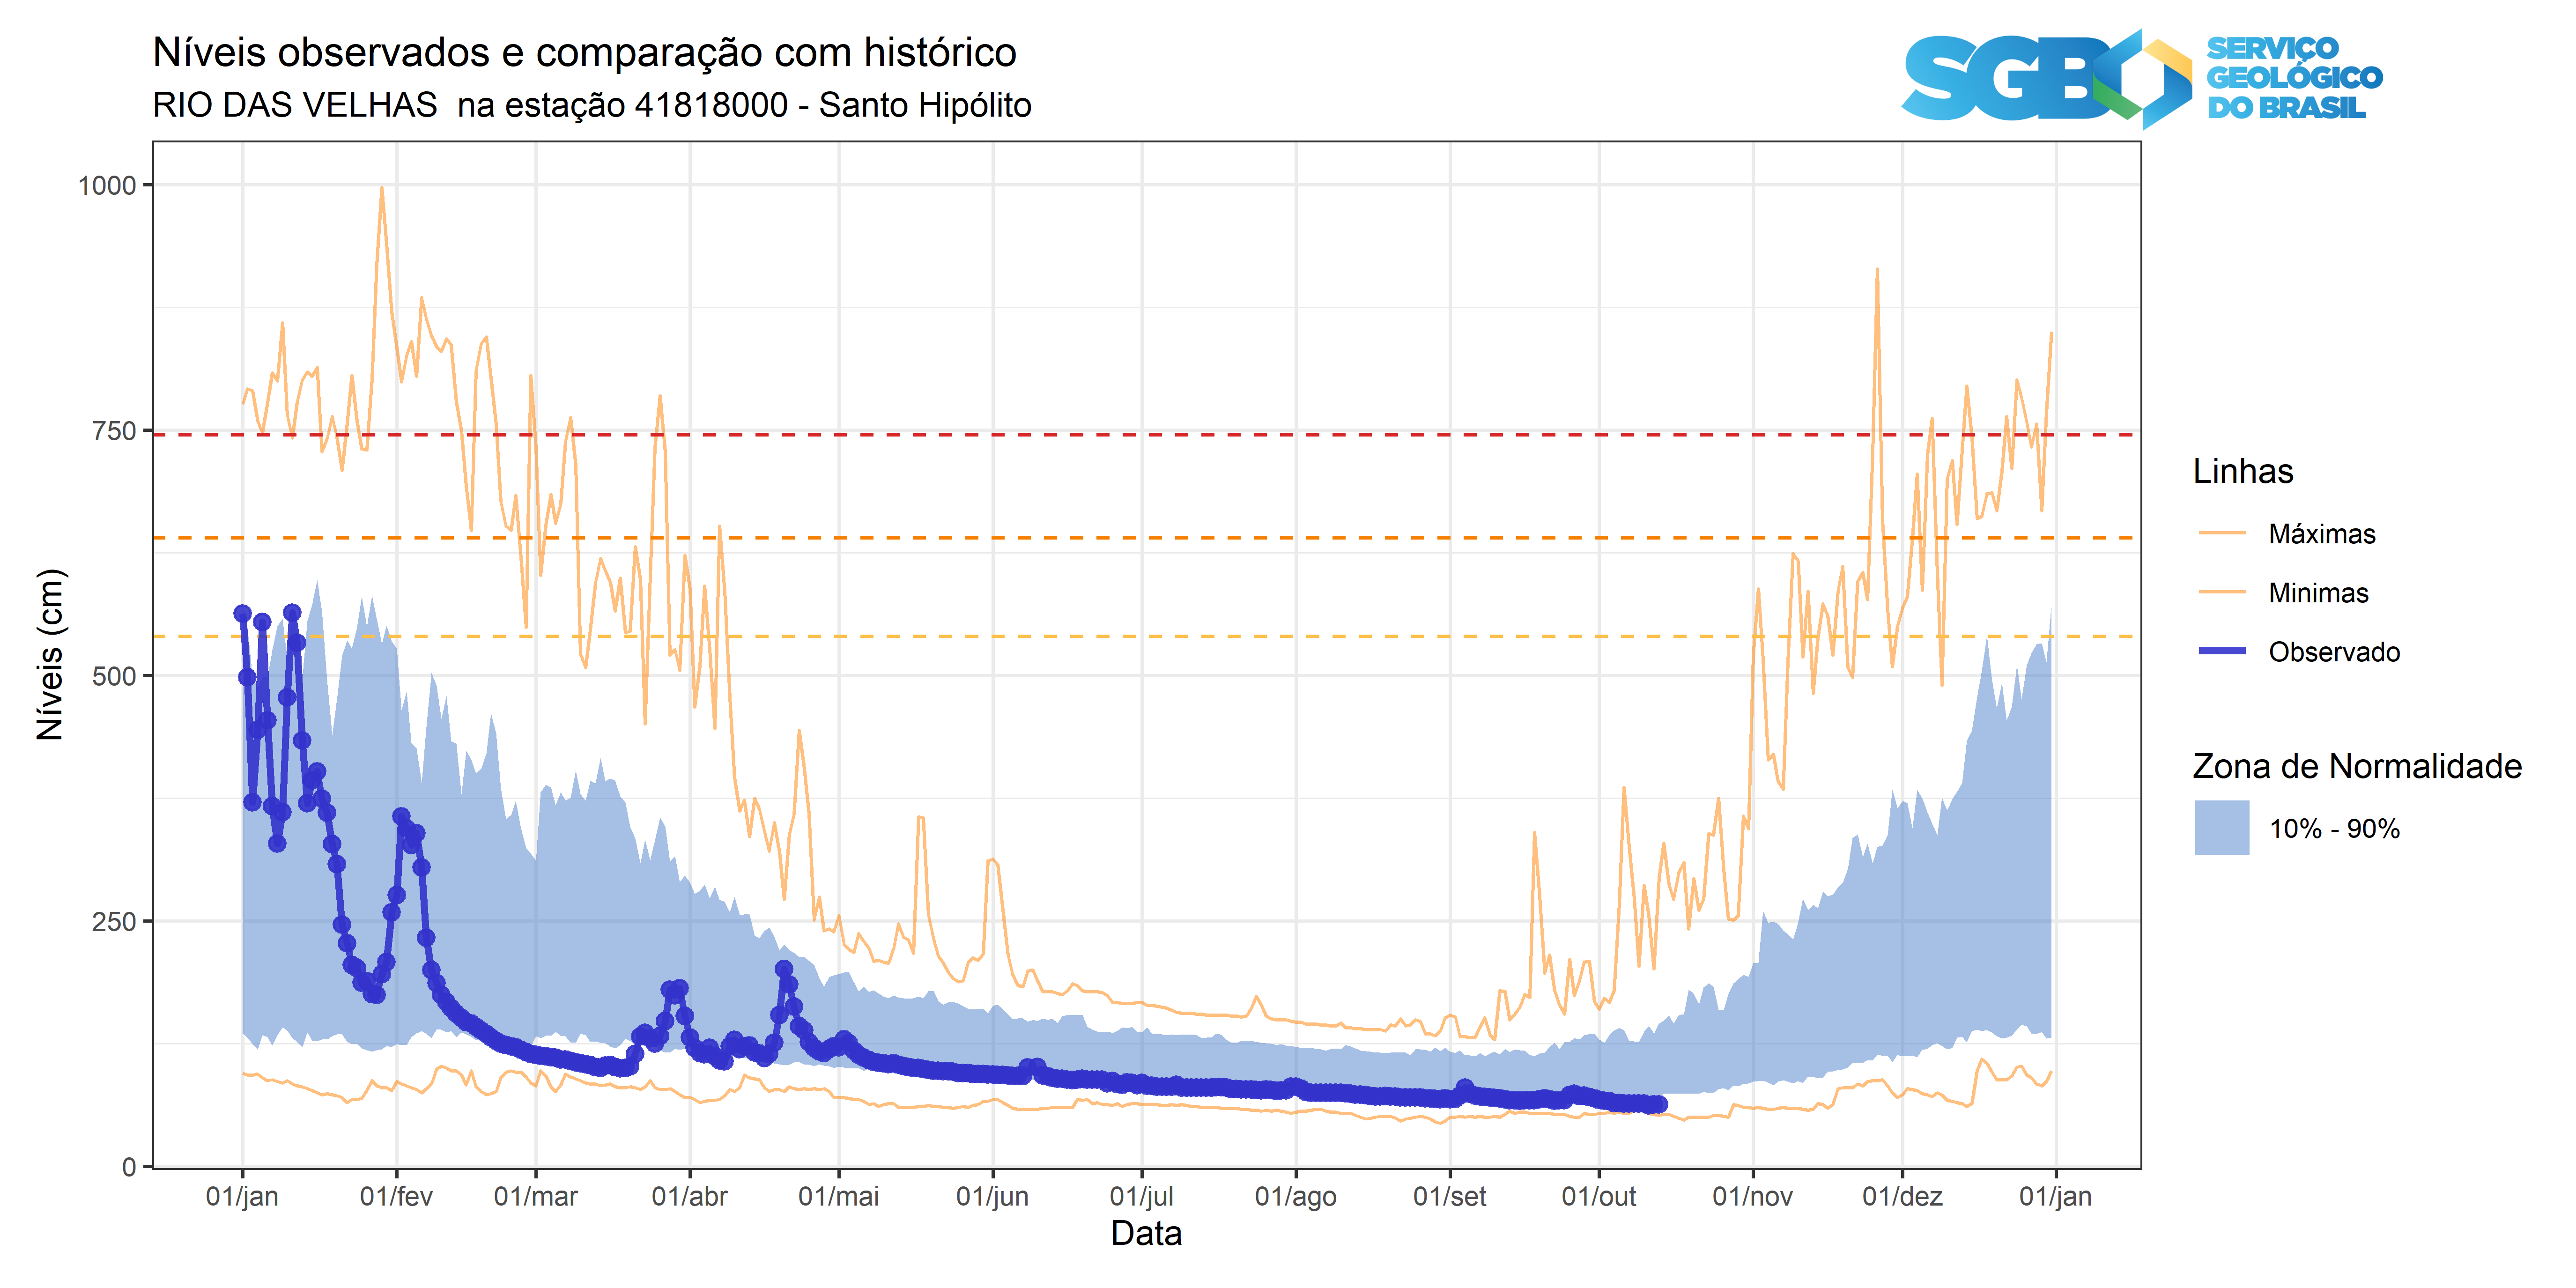 Níveis observados e comparação com histórico
RIO DAS VELHAS  na estação 41818000 - Santo Hipólito
SGB
SERVIÇO
GEOLÓGICO
DO BRASIL
Níveis (cm)
1000
750
500
250
0
01/jan
01/fev
01/mar
01/abr
01/mai
01/jun
01/jul
01/ago
01/set
01/out
01/nov
01/dez
01/jan
Data
Linhas
Máximas
Minimas
Observado
Zona de Normalidade
10% - 90%